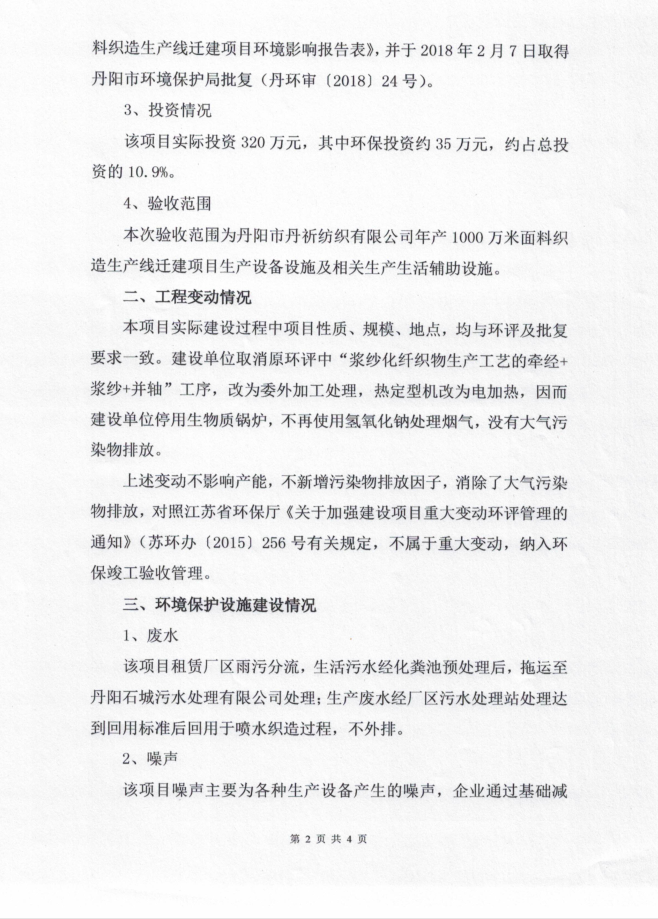 料织造生产线迁建项目环境影响报告表》，并于 2018 年 2 月 7 日取得
丹阳市环境保护局批复（丹环审〔2018〕24 号）。
3、投资情况
该项目实际投资 320 万元，其中环保投资约 35 万元，约占总投
资的 10.9%。
4、验收范围
本次验收范围为丹阳市丹祈纺织有限公司年产 1000 万米面料织
造生产线迁建项目生产设备设施及相关生产生活辅助设施。
二、工程变动情况
本项目实际建设过程中项目性质、规模、地点，均与环评及批复
要求一致。建设单位取消原环评中“浆纱化纤织物生产工艺的牵经+
浆纱+并轴”工序，改为委外加工处理，热定型机改为电加热，因而
建设单位停用生物质锅炉，不再使用氢氧化钠处理烟气，没有大气污
染物排放。
上述变动不影响产能，不新增污染物排放因子，消除了大气污染
物排放，对照江苏省环保厅《关于加强建设项目重大变动环评管理的
通知》（苏环办〔2015〕256 号有关规定，不属于重大变动，纳入环
保竣工验收管理。
三、环境保护设施建设情况
1、废水
该项目租赁厂区雨污分流，生活污水经化粪池预处理后，拖运至
丹阳石城污水处理有限公司处理；生产废水经厂区污水处理站处理达
到回用标准后回用于喷水织造过程，不外排。
2、噪声
该项目噪声主要为各种生产设备产生的噪声，企业通过基础减
第 2 页 共 4 页